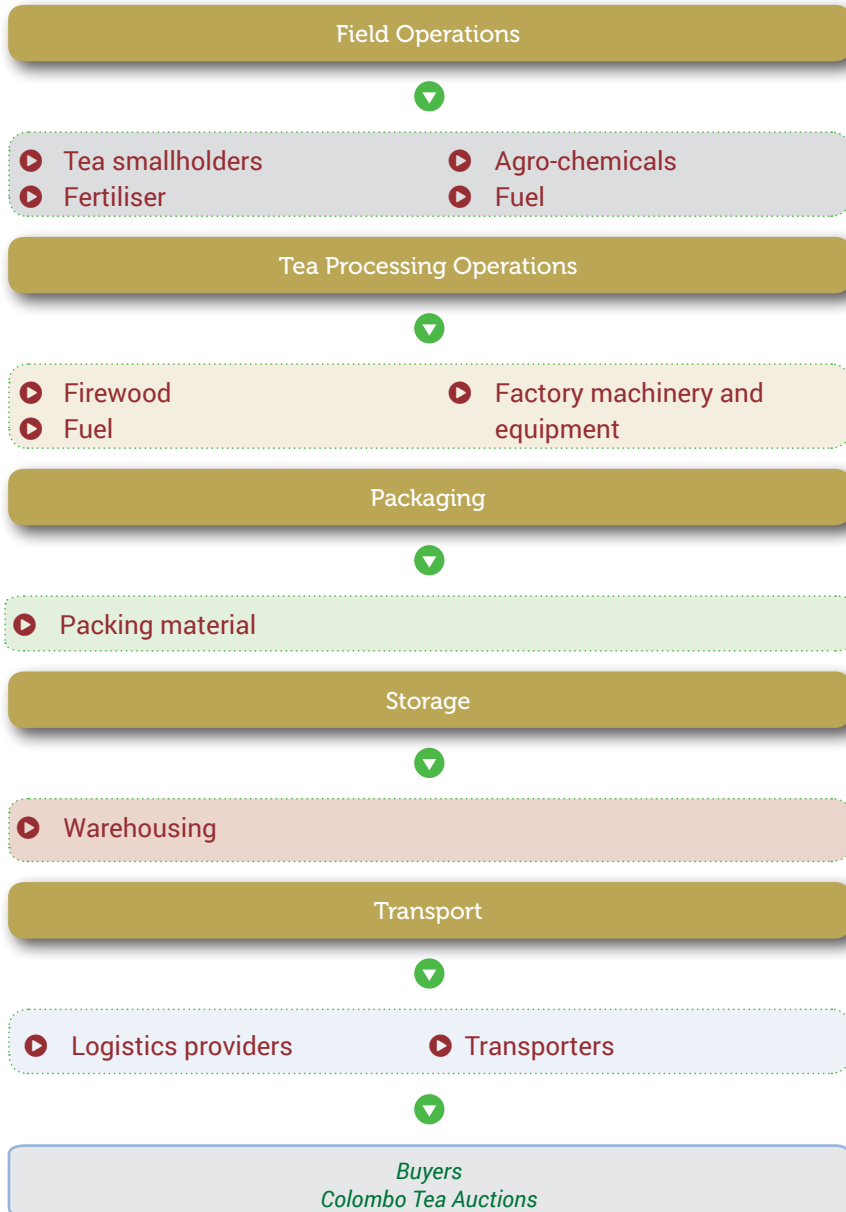 Field Operations
Tea smallholders
Fertiliser
Agro-chemicals
Fuel
Tea Processing Operations
Firewood
Fuel
Factory machinery and
equipment
Packaging
Packing material
Storage
Warehousing
Transport
Logistics providers
Transporters
Buyers
Colombo Tea Auctions